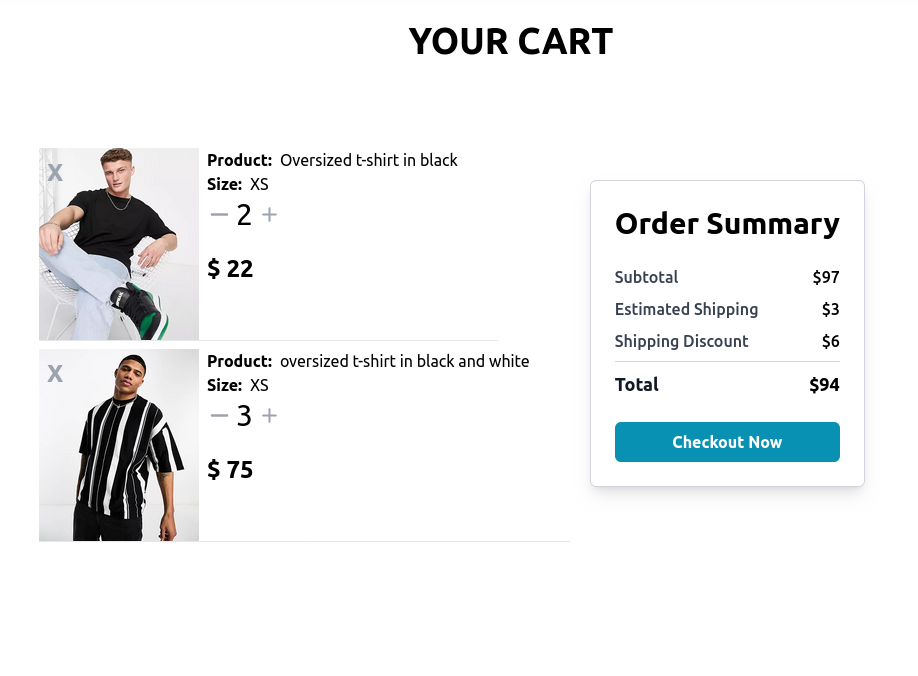 YOUR CART
X
Product: Oversized t-shirt in black
Size: XS
− 2 +
$ 22
X
Product: oversized t-shirt in black and white
Size: XS
− 3 +
$ 75
Order Summary
Subtotal $97
Estimated Shipping $3
Shipping Discount $6
Total $94
Checkout Now